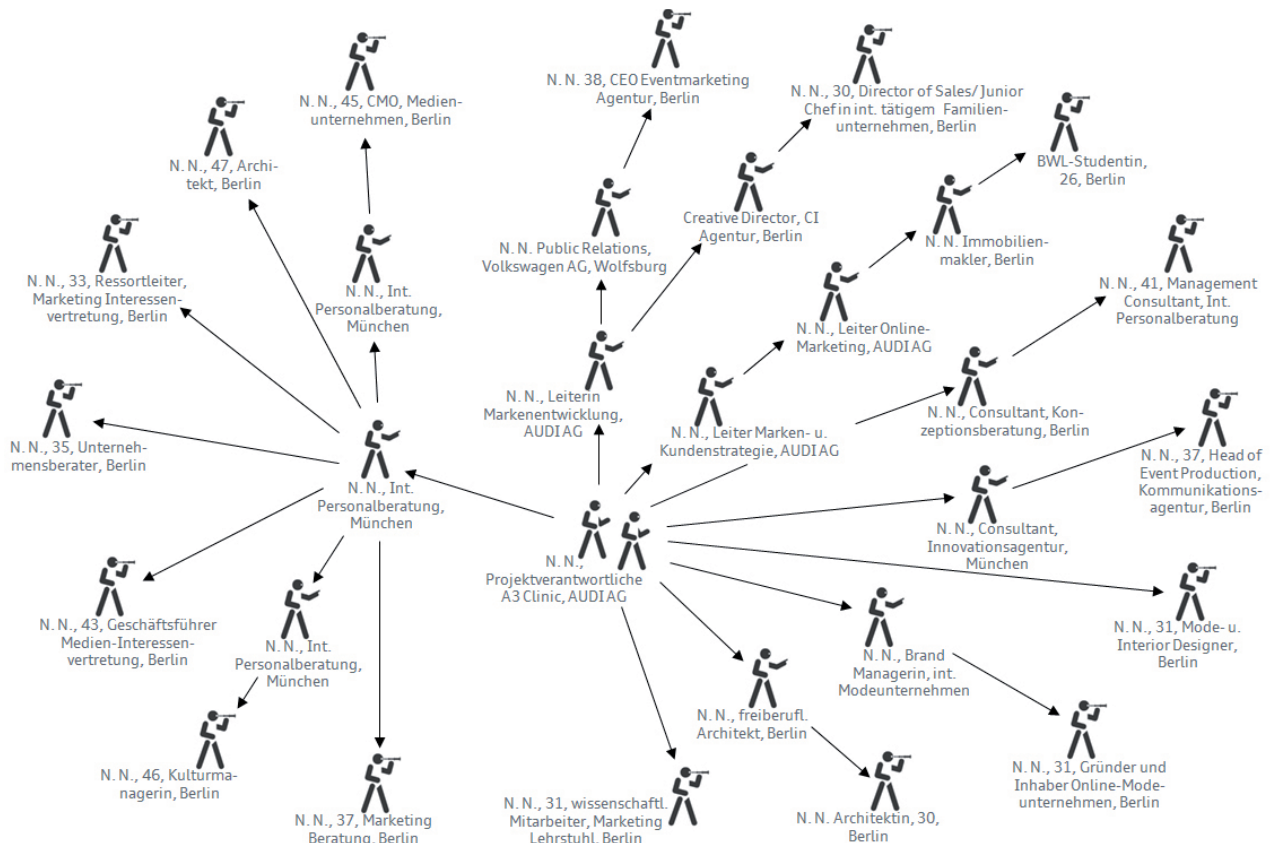 N. N. 38, CEO Eventmarketing
Agentur, Berlin
N. N., 30, Director of Sales/ Junior
Chef in int. tätigem Familien-
unternehmen, Berlin
N. N., 45, CMO, Medien-
unternehmen, Berlin
N. N., 47, Archi-
tekt, Berlin
BWL-Studentin,
26, Berlin
Creative Director, CI
Agentur, Berlin
N. N. Public Relations,
Volkswagen AG, Wolfsburg
N. N. Immobilien-
makler, Berlin
N. N., 33, Ressortleiter,
Marketing Interessen-
vertretung, Berlin
N. N., Int.
Personalberatung,
München
N. N., 41, Management
Consultant, Int.
Personalberatung
N. N., Leiter Online-
Marketing, AUDI AG
N. N., Leiterin
Markenentwicklung,
AUDI AG
N. N., Leiter Marken- u.
Kundenstrategie, AUDI AG
N. N., Consultant, Kon-
zeptionsberatung, Berlin
N. N., 35, Unterneh-
mensberater, Berlin
N. N., Int.
Personalberatung,
München
N. N., 37, Head of
Event Production,
Kommunikations-
agentur, Berlin
N. N.,
Projektverantwortliche
A3 Clinic, AUDI AG
N. N., Consultant,
Innovationsagentur,
München
N. N., 43, Geschäftsführer
Medien-Interessen-
vertretung, Berlin
N. N., Int.
Personalberatung,
München
N. N., Brand
Managerin, int.
Modeunternehmen
N. N., 31, Mode- u.
Interior Designer,
Berlin
N. N., freiberufl.
Architekt, Berlin
N. N., 46, Kulturma-
nagerin, Berlin
N. N., 31, Gründer und
Inhaber Online-Mode-
unternehmen, Berlin
N. N., 37, Marketing
Beratung, Berlin
N. N., 31, wissenschaftl.
Mitarbeiter, Marketing
Lehrstuhl, Berlin
N. N. Architektin, 30,
Berlin